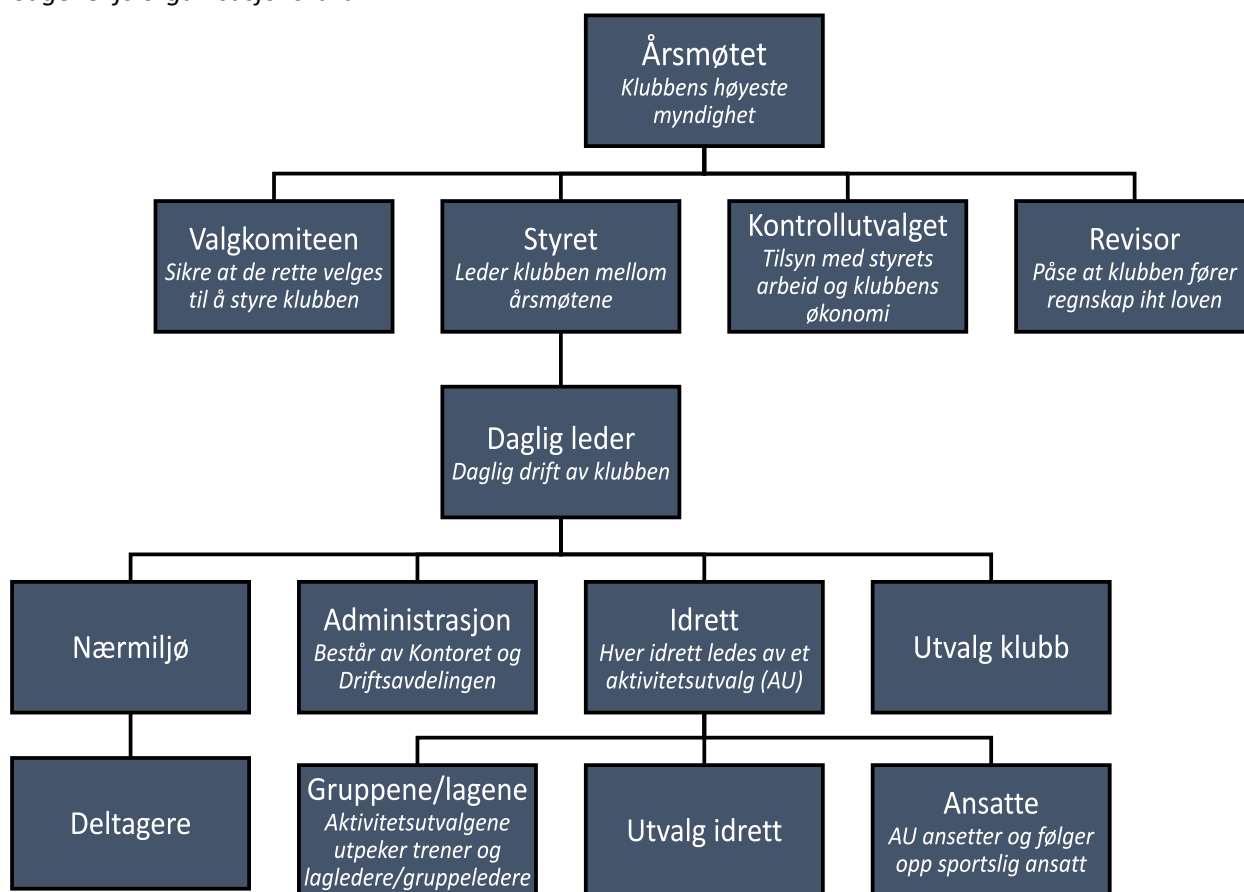 Årsmøtet
Klubbens høyeste
myndighet
Valgkomiteen
Sikre at de rette velges
til å styre klubben
Styret
Leder klubben mellom
årsmøtene
Kontrollutvalget
Tilsyn med styrets
arbeid og klubbens
økonomi
Revisor
Påse at klubben fører
regnskap iht loven
Daglig leder
Daglig drift av klubben
Nærmiljø
Administrasjon
Består av Kontoret og
Driftsavdelingen
Idrett
Hver idrett ledes av et
aktivitetsutvalg (AU)
Utvalg klubb
Deltagere
Gruppene/lagene
Aktivitetsutvalgene
utpeker trener og
lagledere/gruppeledere
Utvalg idrett
Ansatte
AU ansetter og følger
opp sportslig ansatt